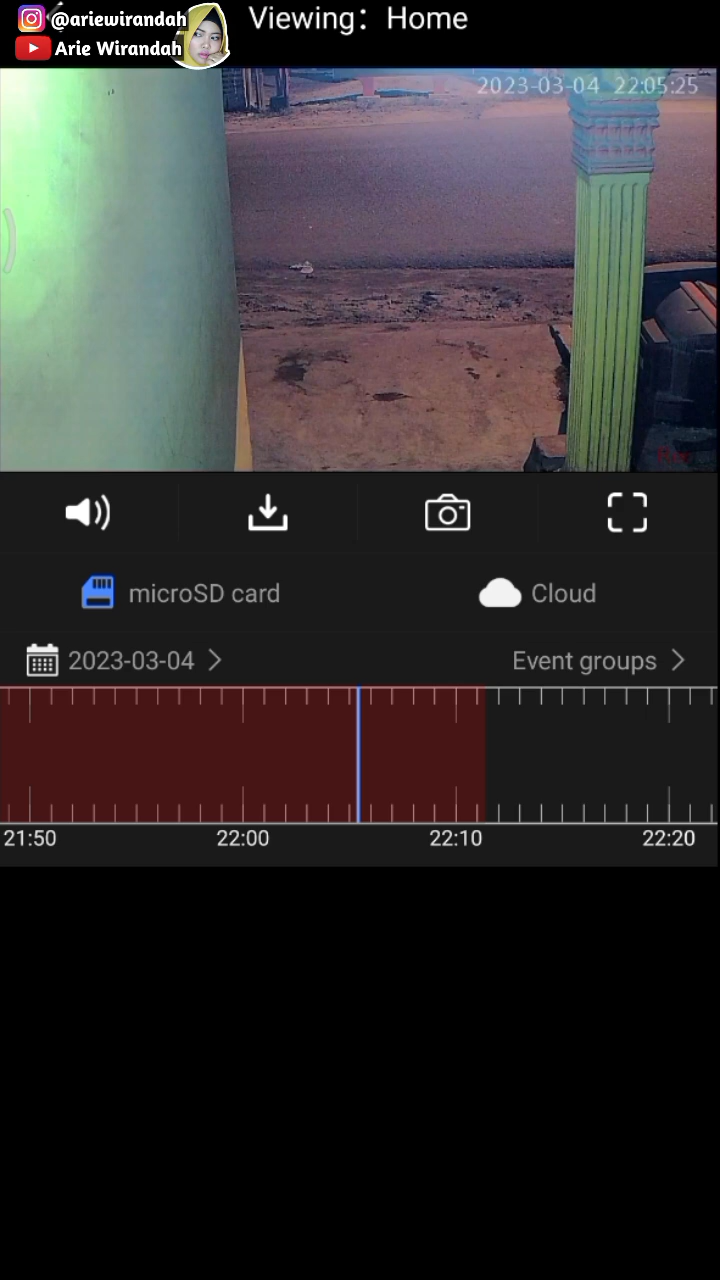 @ariewirandah
Arie Wirandah
Viewing: Home
2023-03-04 22:05:25
microSD card
Cloud
2023-03-04
Event groups
21:50
22:00
22:10
22:20